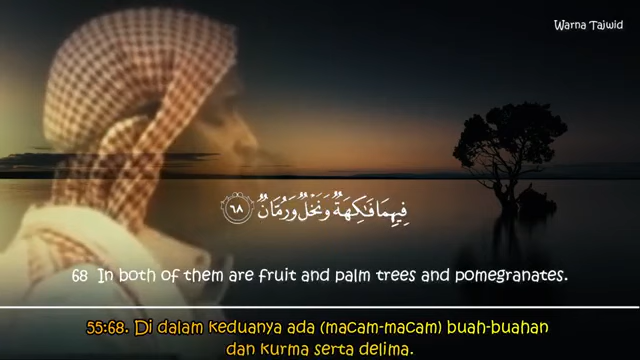 Warna Tajwid
فِيهِمَا فَاكِهَةٌ وَنَخْلٌ وَرُمَّانٌ ۝٦٨
68 In both of them are fruit and palm trees and pomegranates.
55:68. Di dalam keduanya ada (macam-macam) buah-buahan
dan kurma serta delima.